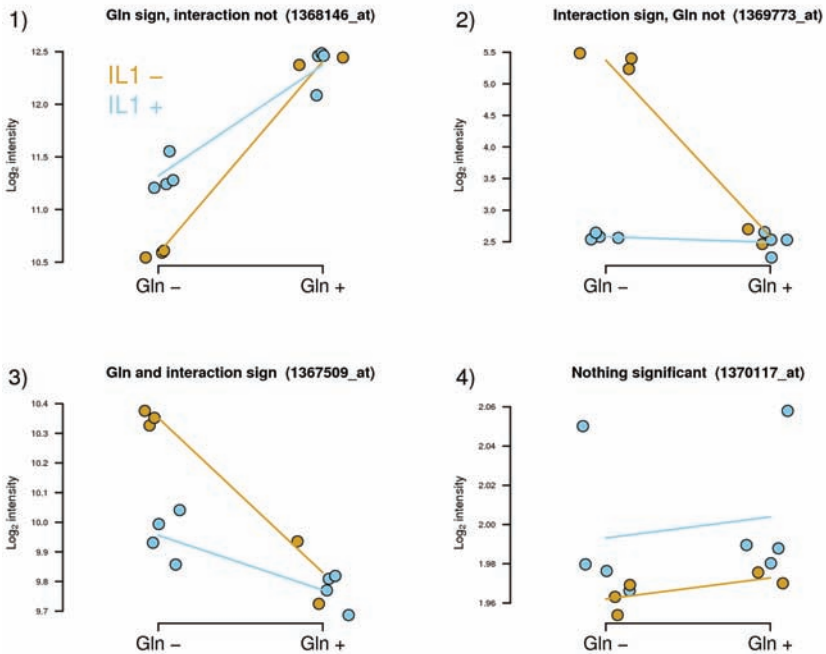 1) Gln sign, interaction not (1368146_at)
12.5
12.0
11.5
11.0
10.5
Log2 intensity
IL1 –
IL1 +
Gln –
Gln +
2) Interaction sign, Gln not (1369773_at)
5.5
5.0
4.5
4.0
3.5
3.0
2.5
Log2 intensity
Gln –
Gln +
3) Gln and interaction sign (1367509_at)
10.4
10.3
10.2
10.1
10.0
9.9
9.8
9.7
Log2 intensity
Gln –
Gln +
4) Nothing significant (1370117_at)
2.06
2.04
2.02
2.00
1.98
1.96
Log2 intensity
Gln –
Gln +